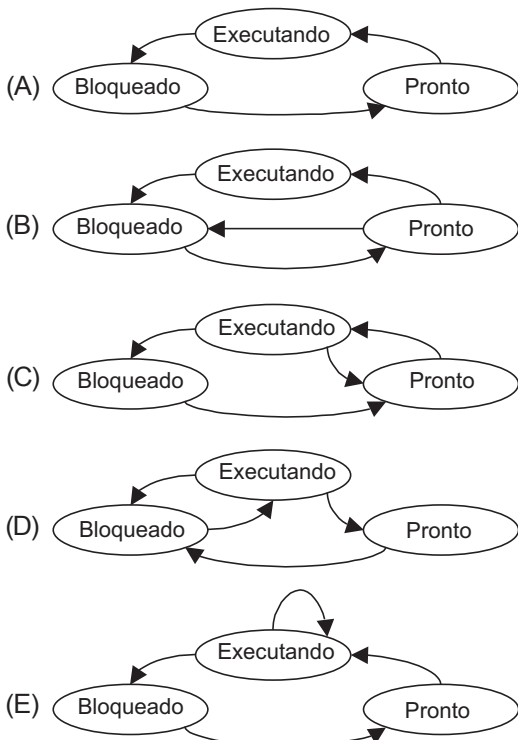 Executando
(A) Bloqueado Pronto
Executando
(B) Bloqueado Pronto
Executando
(C) Bloqueado Pronto
Executando
(D) Bloqueado Pronto
Executando
(E) Bloqueado Pronto